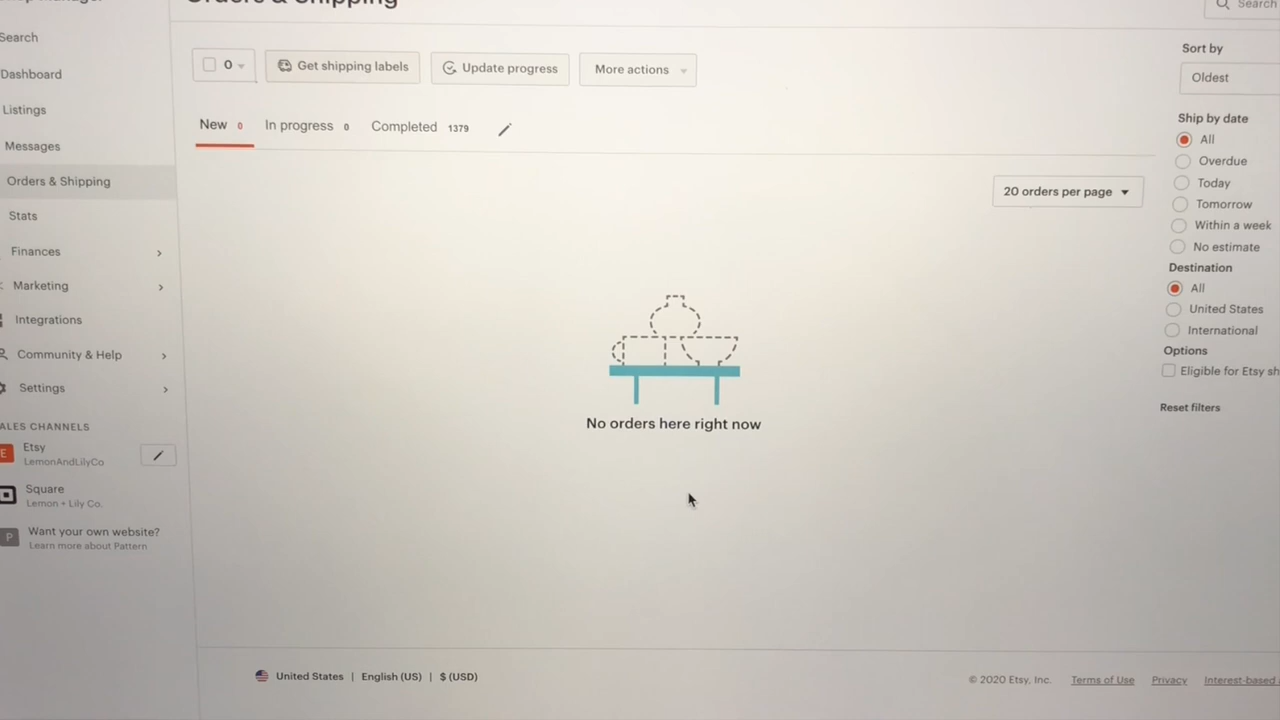 Orders & Shipping
Search
Search
Dashboard
Listings
Messages
Orders & Shipping
Stats
Finances
Marketing
Integrations
Community & Help
Settings
SALES CHANNELS
E
Etsy
LemonAndLilyCo
Square
Lemon + Lily Co.
P
Want your own website?
Learn more about Pattern
0
Get shipping labels
Update progress
More actions
New 0
In progress 0
Completed 1379
20 orders per page
No orders here right now
Sort by
Oldest
Ship by date
All
Overdue
Today
Tomorrow
Within a week
No estimate
Destination
All
United States
International
Options
Eligible for Etsy sh
Reset filters
United States | English (US) | $ (USD)
© 2020 Etsy, Inc. Terms of Use Privacy Interest-based